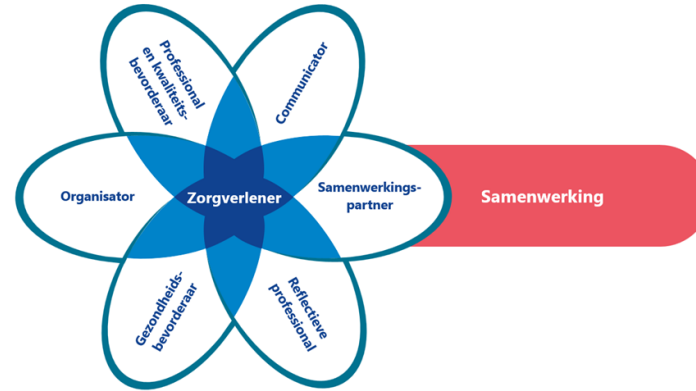 Professional
en kwaliteits-
bevorderaar
Communicator
Organisator
Zorgverlener
Samenwerkings-
partner
Samenwerking
Gezondheids-
bevorderaar
Reflectieve
professional